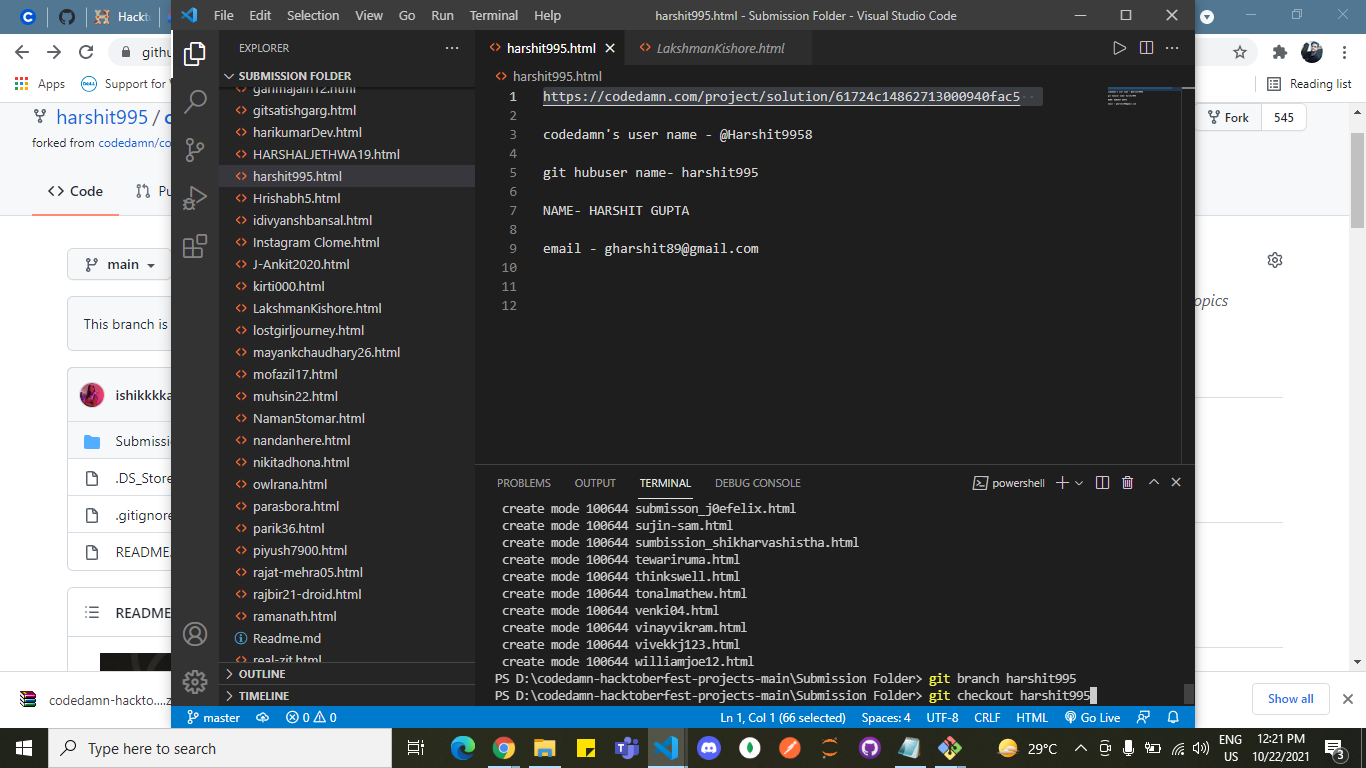 Hackto
File Edit Selection View Go Run Terminal Help
harshit995.html - Submission Folder - Visual Studio Code
githu
Apps
Support for
Reading list
harshit995 / c
forked from codedamn/co
Fork 545
Code
Pu
main
This branch is
opics
ishikkkka
Submissi
.DS_Store
.gitignore
README.
README
EXPLORER
SUBMISSION FOLDER
ganmajain12.html
gitsatishgarg.html
harikumarDev.html
HARSHALJETHWA19.html
harshit995.html
Hrishabh5.html
idivyanshbansal.html
Instagram Clome.html
J-Ankit2020.html
kirti000.html
LakshmanKishore.html
lostgirljourney.html
mayankchaudhary26.html
mofazil17.html
muhsin22.html
Naman5tomar.html
nandanhere.html
nikitadhona.html
owlrana.html
parasbora.html
parik36.html
piyush7900.html
rajat-mehra05.html
rajbir21-droid.html
ramanath.html
Readme.md
real-zit.html
OUTLINE
TIMELINE
harshit995.html
LakshmanKishore.html
harshit995.html
1 https://codedamn.com/project/solution/61724c14862713000940fac5
2
3 codedamn's user name - @Harshit9958
4
5 git hubuser name- harshit995
6
7 NAME- HARSHIT GUPTA
8
9 email - gharshit89@gmail.com
10
11
12
PROBLEMS OUTPUT TERMINAL DEBUG CONSOLE
powershell
create mode 100644 submisson_j0efelix.html
create mode 100644 sujin-sam.html
create mode 100644 sumbission_shikharvashistha.html
create mode 100644 tewariruma.html
create mode 100644 thinkswell.html
create mode 100644 tonalmathew.html
create mode 100644 venki04.html
create mode 100644 vinayvikram.html
create mode 100644 vivekkj123.html
create mode 100644 williamjoe12.html
PS D:\codedamn-hacktoberfest-projects-main\Submission Folder> git branch harshit995
PS D:\codedamn-hacktoberfest-projects-main\Submission Folder> git checkout harshit995
master
0 0
Ln 1, Col 1 (66 selected) Spaces: 4 UTF-8 CRLF HTML Go Live
codedamn-hackto....z
Show all
Type here to search
29°C
ENG
US
12:21 PM
10/22/2021
3